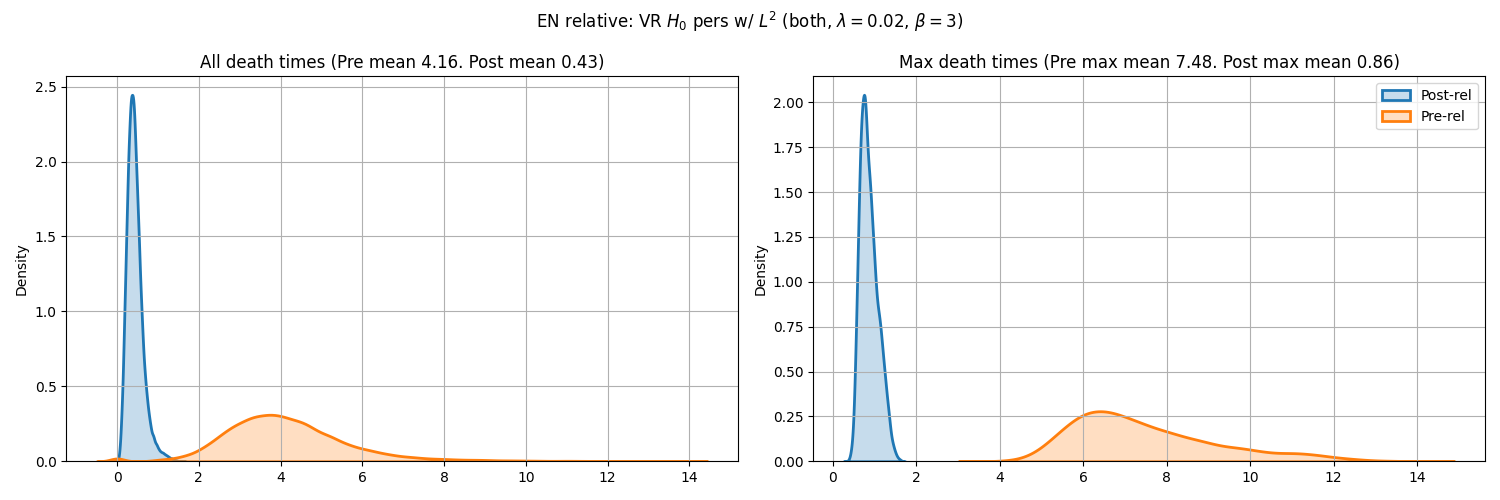 EN relative: VR $H_0$ pers w/ $L^2$ (both, $\lambda = 0.02$, $\beta = 3$)
All death times (Pre mean 4.16. Post mean 0.43)
Density
2.5
2.0
1.5
1.0
0.5
0.0
0 2 4 6 8 10 12 14
Max death times (Pre max mean 7.48. Post max mean 0.86)
Post-rel
Pre-rel
Density
2.00
1.75
1.50
1.25
1.00
0.75
0.50
0.25
0.00
0 2 4 6 8 10 12 14